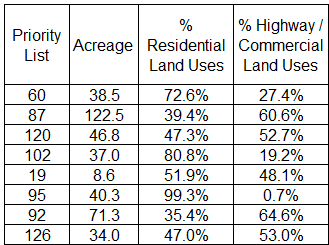 Priority List | Acreage | % Residential Land Uses | % Highway / Commercial Land Uses
60 | 38.5 | 72.6% | 27.4%
87 | 122.5 | 39.4% | 60.6%
120 | 46.8 | 47.3% | 52.7%
102 | 37.0 | 80.8% | 19.2%
19 | 8.6 | 51.9% | 48.1%
95 | 40.3 | 99.3% | 0.7%
92 | 71.3 | 35.4% | 64.6%
126 | 34.0 | 47.0% | 53.0%